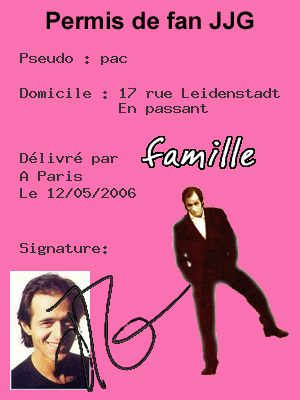 Permis de fan JJG
Pseudo : pac
Domicile : 17 rue Leidenstadt
En passant
Délivré par famille
A Paris
Le 12/05/2006
Signature: